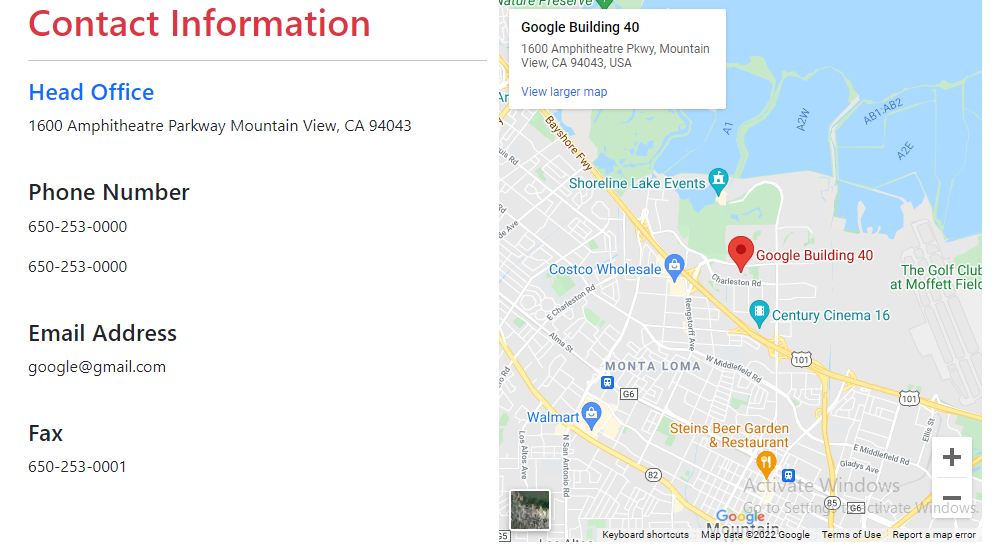 Contact Information
Head Office
1600 Amphitheatre Parkway Mountain View, CA 94043
Phone Number
650-253-0000
650-253-0000
Email Address
google@gmail.com
Fax
650-253-0001
Nature Preserve
Google Building 40
1600 Amphitheatre Pkwy, Mountain
View, CA 94043, USA
View larger map
Bayshore Fwy
A1
A2W
AB1-AB2
A2E
Shoreline Lake Events
Google Building 40
Costco Wholesale
Charleston Rd
The Golf Club
at Moffett Field
E Charleston Rd
Rengstorff Ave
Century Cinema 16
Alma St
101
MONTA LOMA
W Middlefield Rd
G6
101
Walmart
Steins Beer Garden
& Restaurant
Ellis St
Los Altos Ave
N San Antonio Rd
E Middlefield Rd
Gladys Ave
82
85
G6
Activate Windows
Go to Settings to activate Windows.
Google
Mountain
Keyboard shortcuts
Map data ©2022 Google
Terms of Use
Report a map error